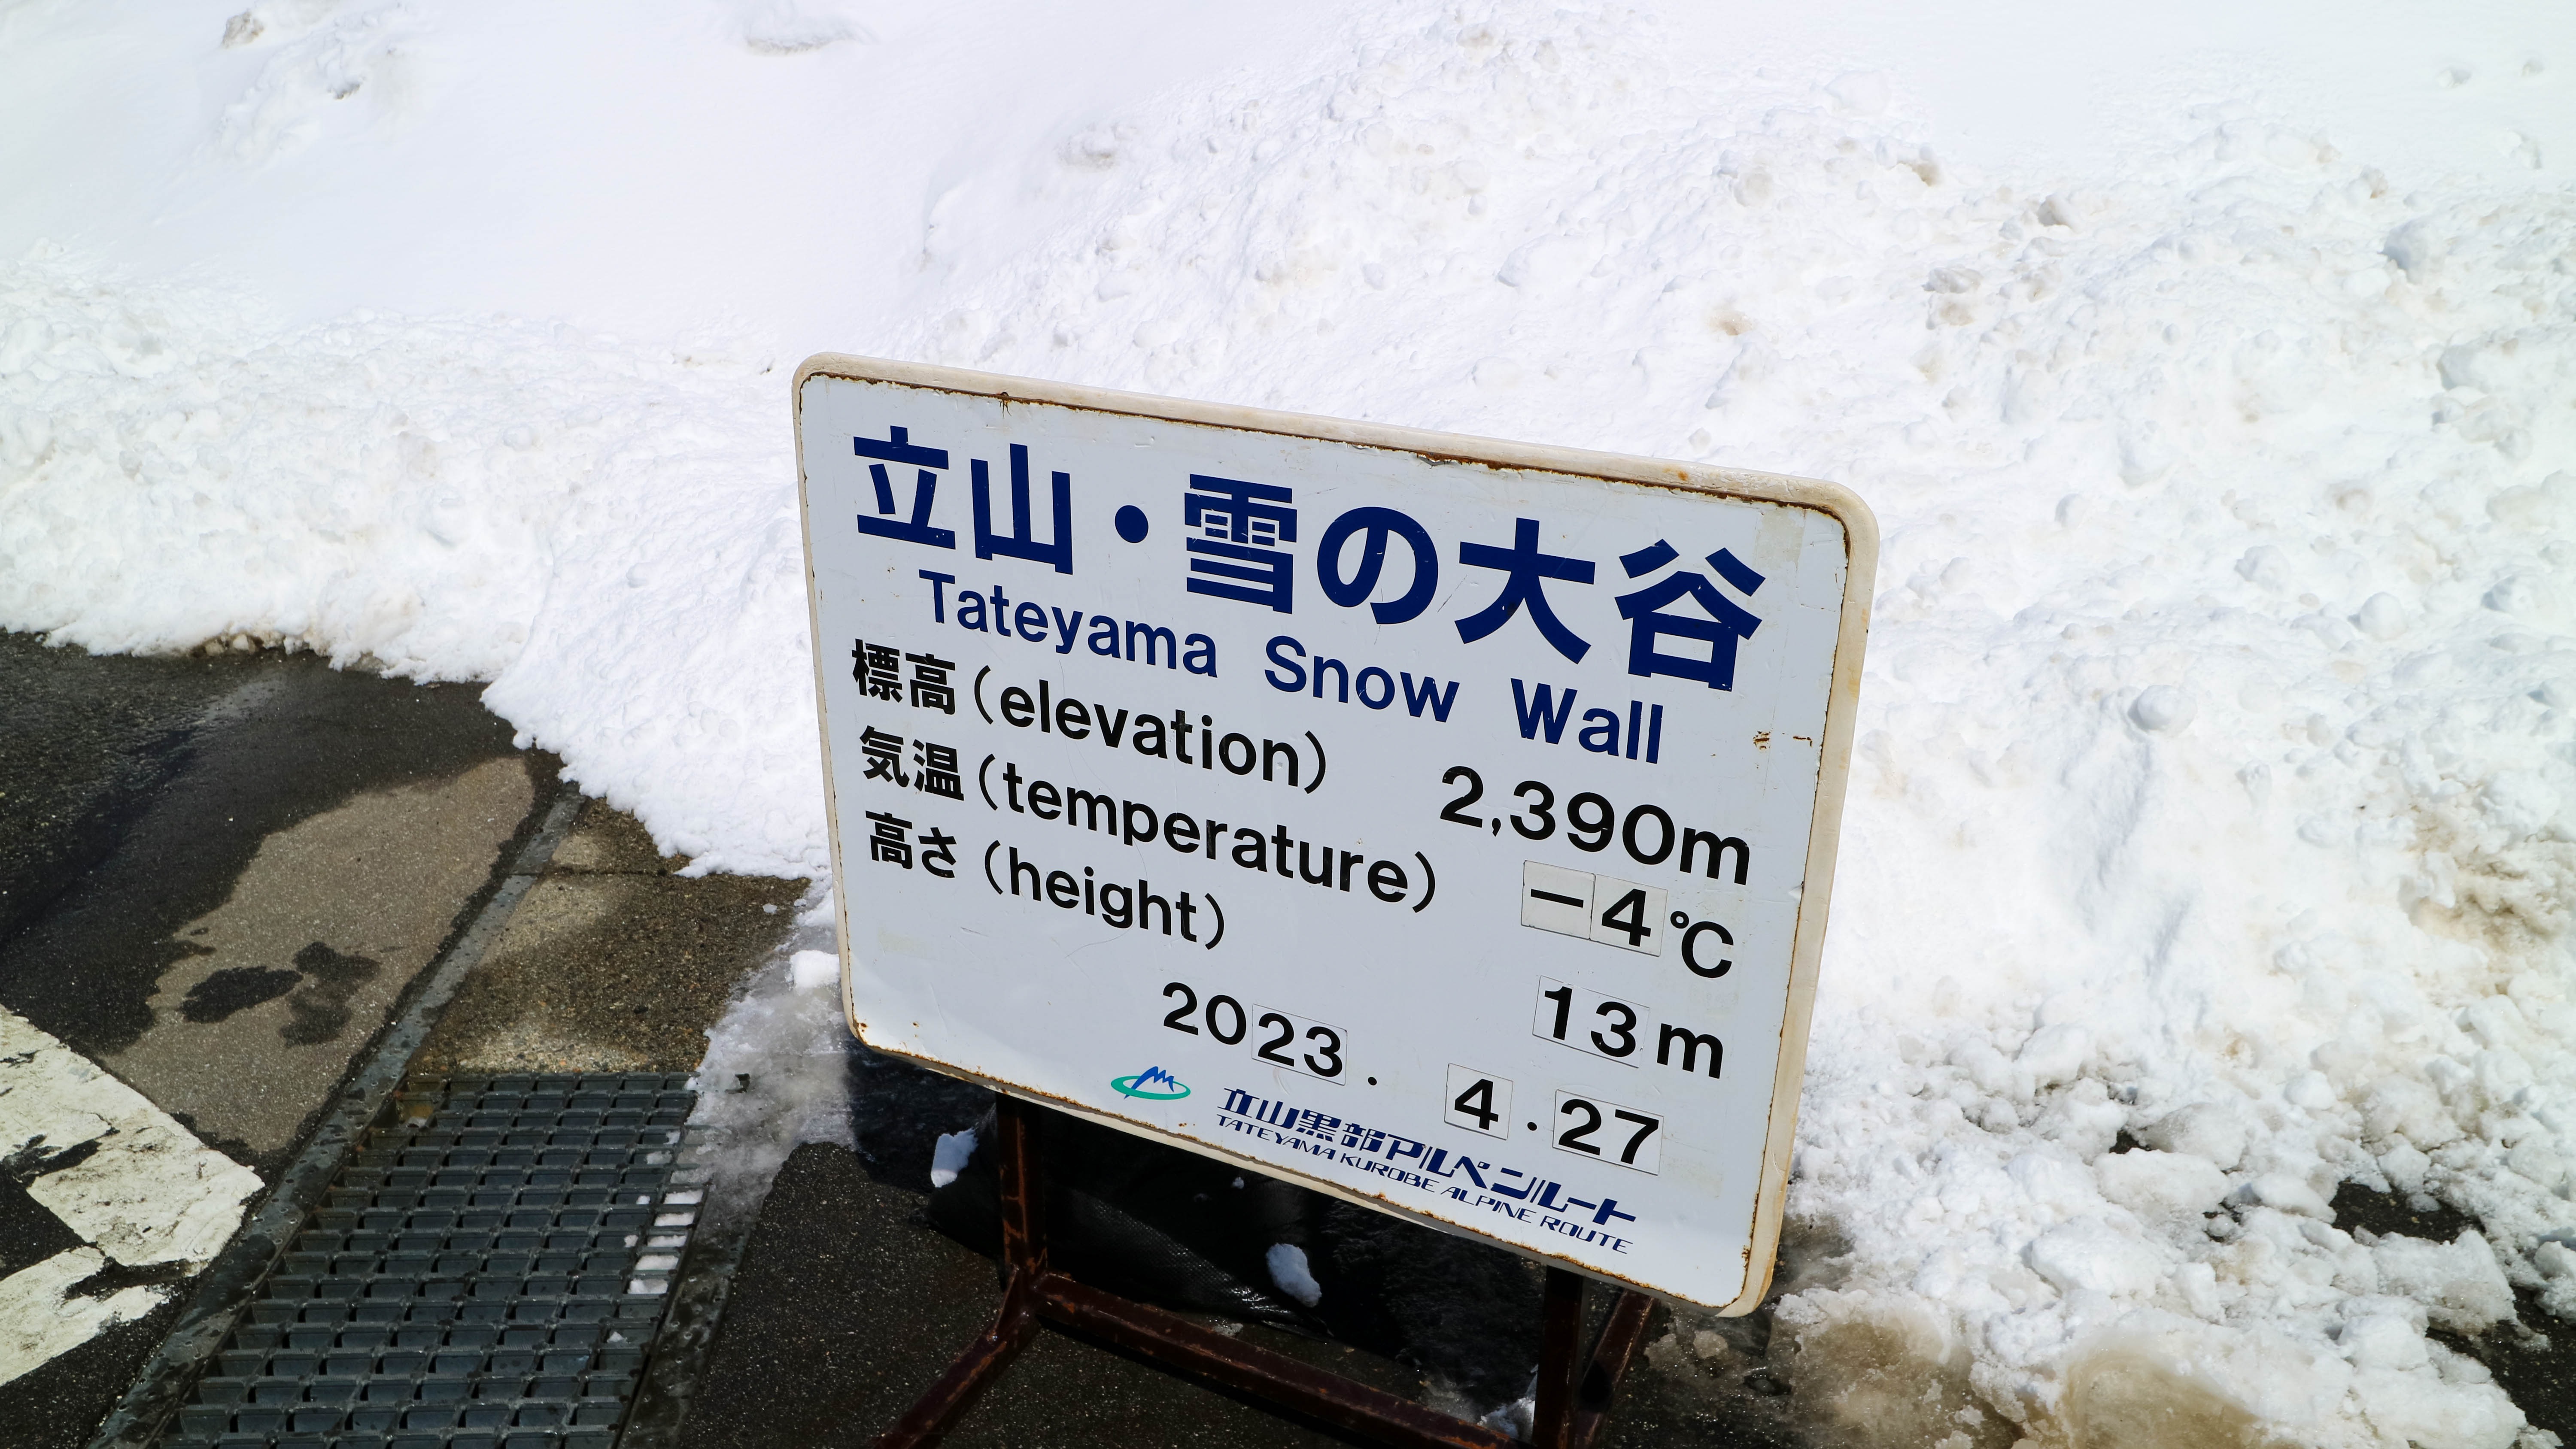 立山・雪の大谷
Tateyama Snow Wall
標高（elevation） 2,390m
気温（temperature） −4℃
高さ（height） 13m
2023. 4.27
立山黒部アルペンルート
TATEYAMA KUROBE ALPINE ROUTE